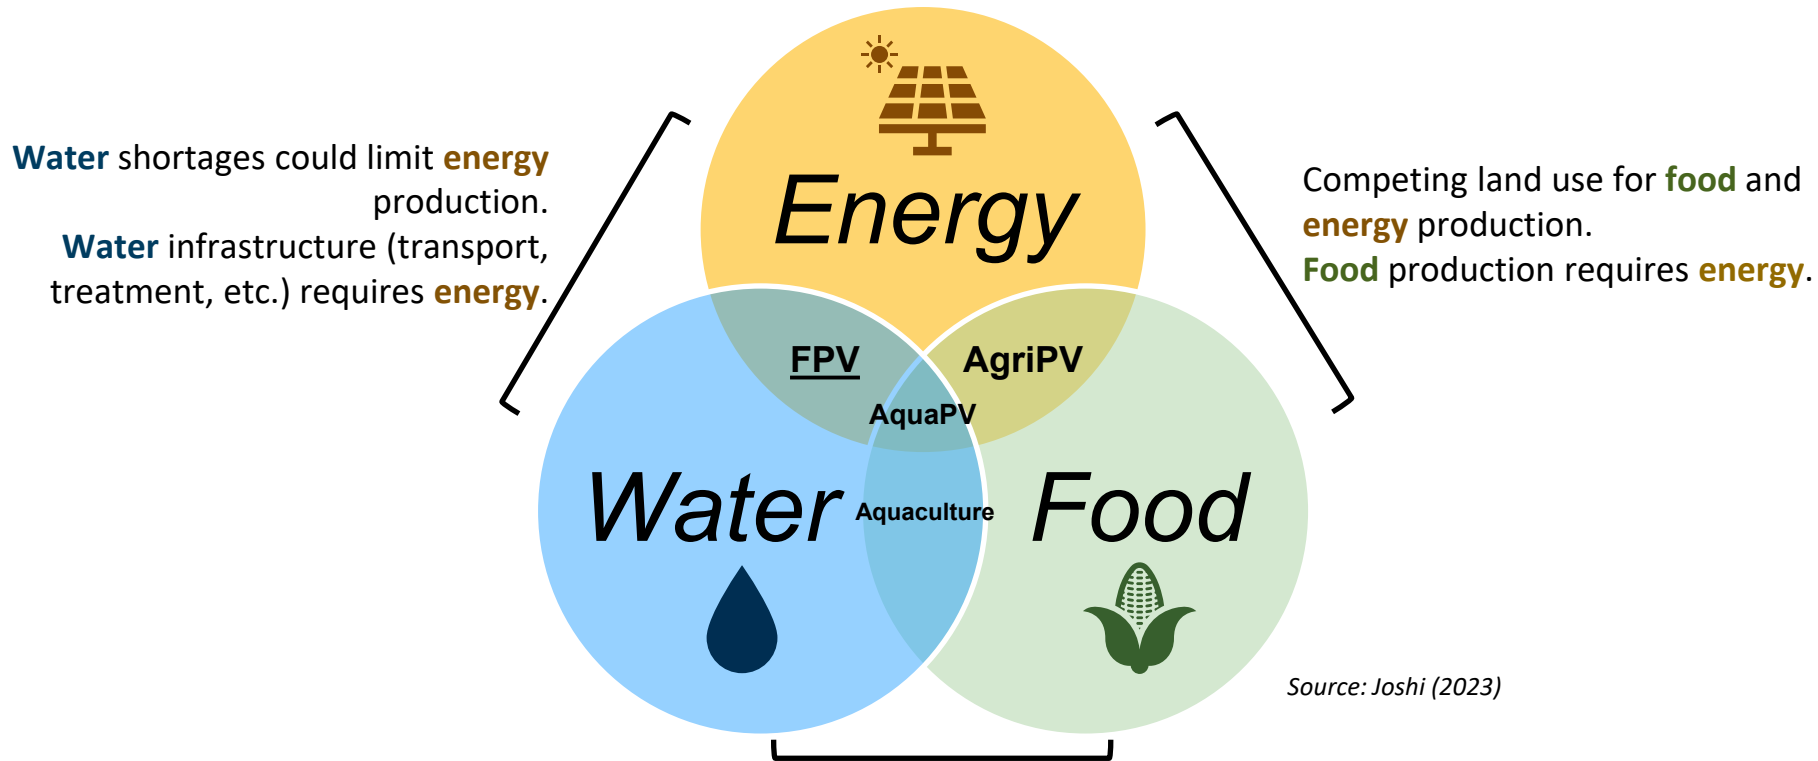 Energy
Water shortages could limit energy
production.
Water infrastructure (transport,
treatment, etc.) requires energy.
Competing land use for food and
energy production.
Food production requires energy.
FPV
AgriPV
AquaPV
Water
Aquaculture
Food
Source: Joshi (2023)